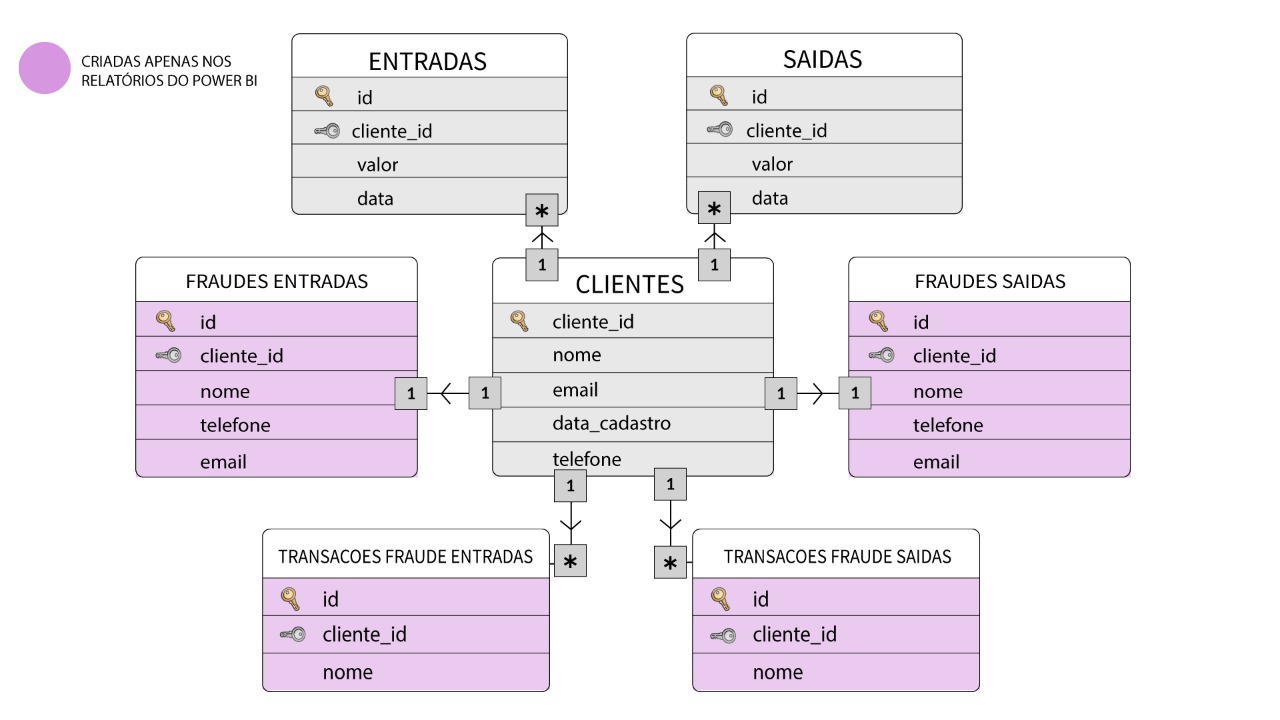 CRIADAS APENAS NOS
RELATÓRIOS DO POWER BI
ENTRADAS
id
cliente_id
valor
data
*
1
SAIDAS
id
cliente_id
valor
data
*
1
FRAUDES ENTRADAS
id
cliente_id
nome
telefone
email
1
1
CLIENTES
cliente_id
nome
email
data_cadastro
telefone
1
1
FRAUDES SAIDAS
id
cliente_id
nome
telefone
email
1
1
TRANSACOES FRAUDE ENTRADAS
*
id
cliente_id
nome
*
TRANSACOES FRAUDE SAIDAS
id
cliente_id
nome